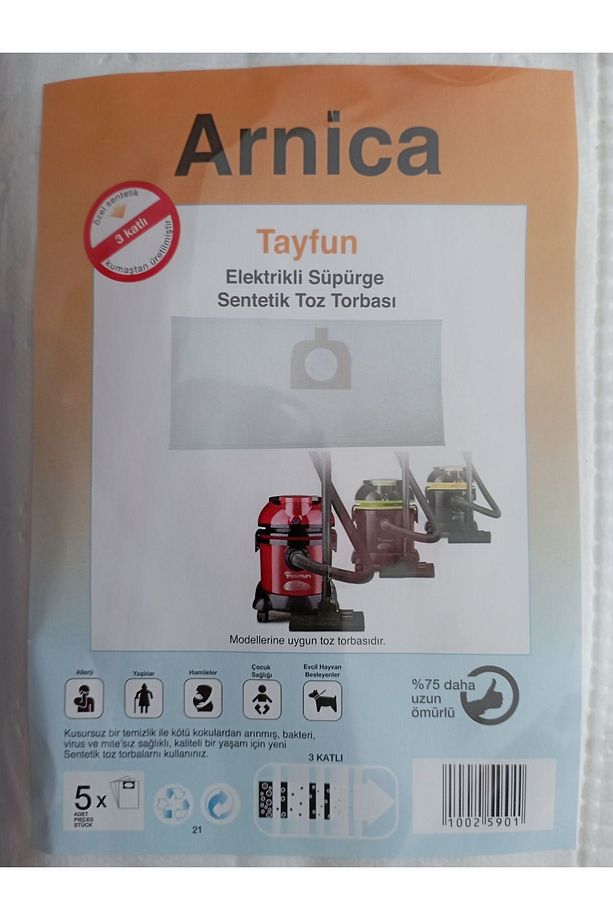 Arnica
özel sentetik
3 katlı
kumaştan üretilmiştir
Tayfun
Elektrikli Süpürge
Sentetik Toz Torbası
Modellerine uygun toz torbasıdır.
Allerji
Yaşlılar
Hamileler
Çocuk
Sağlığı
Evcil Hayvan
Besleyenler
%75 daha
uzun
ömürlü
Kusursuz bir temizlik ile kötü kokulardan arınmış, bakteri,
virus ve mite'sız sağlıklı, kaliteli bir yaşam için yeni
Sentetik toz torbalarnı kullanınız.
3 KATLI
5x
ADET
PIECES
STÜCK
21
1002 5901